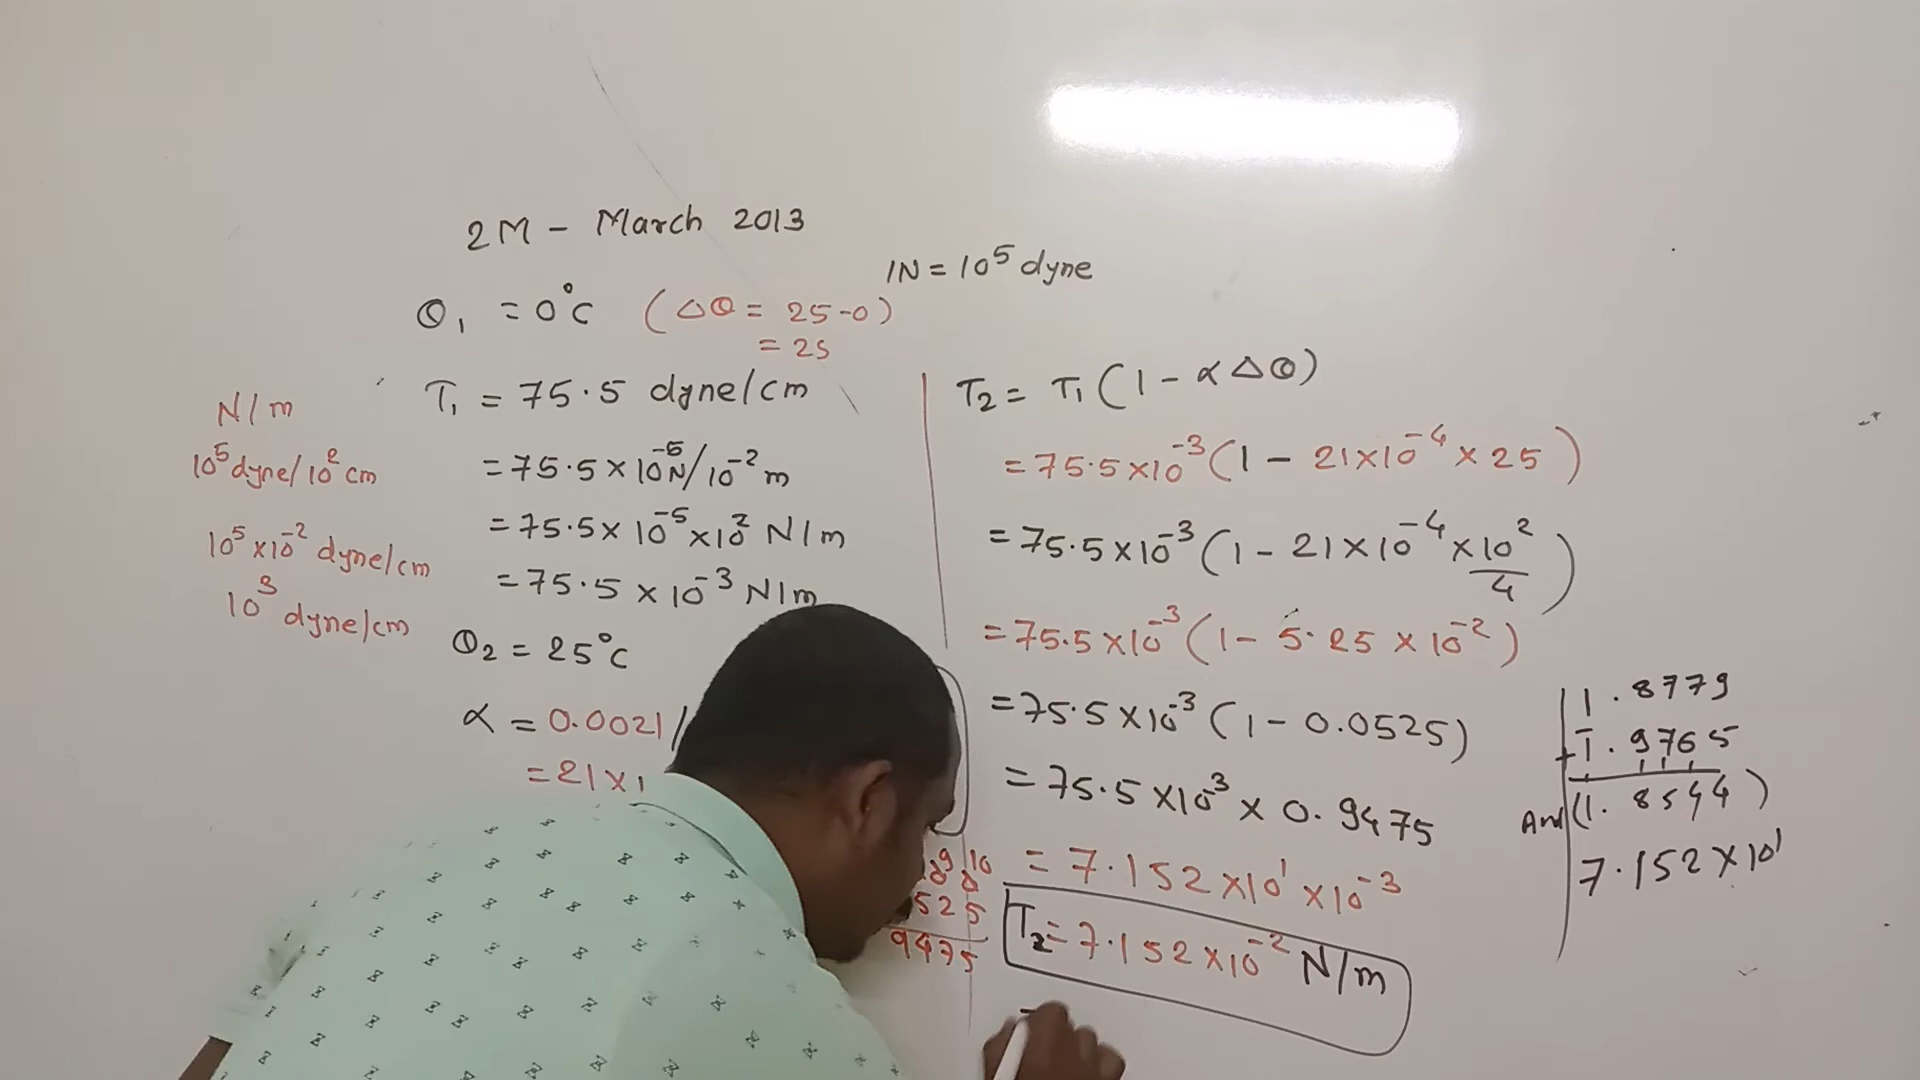 2M - March 2013
1N = 10⁵ dyne
θ₁ = 0°C (Δθ = 25-0)
= 25
T₁ = 75.5 dyne/cm
= 75.5 × 10⁻⁵N/10⁻² m
= 75.5 × 10⁻⁵ × 10² N/m
= 75.5 × 10⁻³ N/m
θ₂ = 25°C
α = 0.0021/
= 21 × 1
N/m
10⁵ dyne/10² cm
10⁵ × 10⁻² dyne/cm
10³ dyne/cm
T₂ = T₁ (1 - αΔθ)
= 75.5 × 10⁻³ (1 - 21 × 10⁻⁴ × 25)
= 75.5 × 10⁻³ (1 - 21 × 10⁻⁴ × 10²/4)
= 75.5 × 10⁻³ (1 - 5.25 × 10⁻²)
= 75.5 × 10⁻³ (1 - 0.0525)
= 75.5 × 10⁻³ × 0.9475
= 7.152 × 10¹ × 10⁻³
T₂ = 7.152 × 10⁻² N/m
9 10
525
9475
1.8779
+ 1̅.9765
(1.8544)
7.152 × 10¹